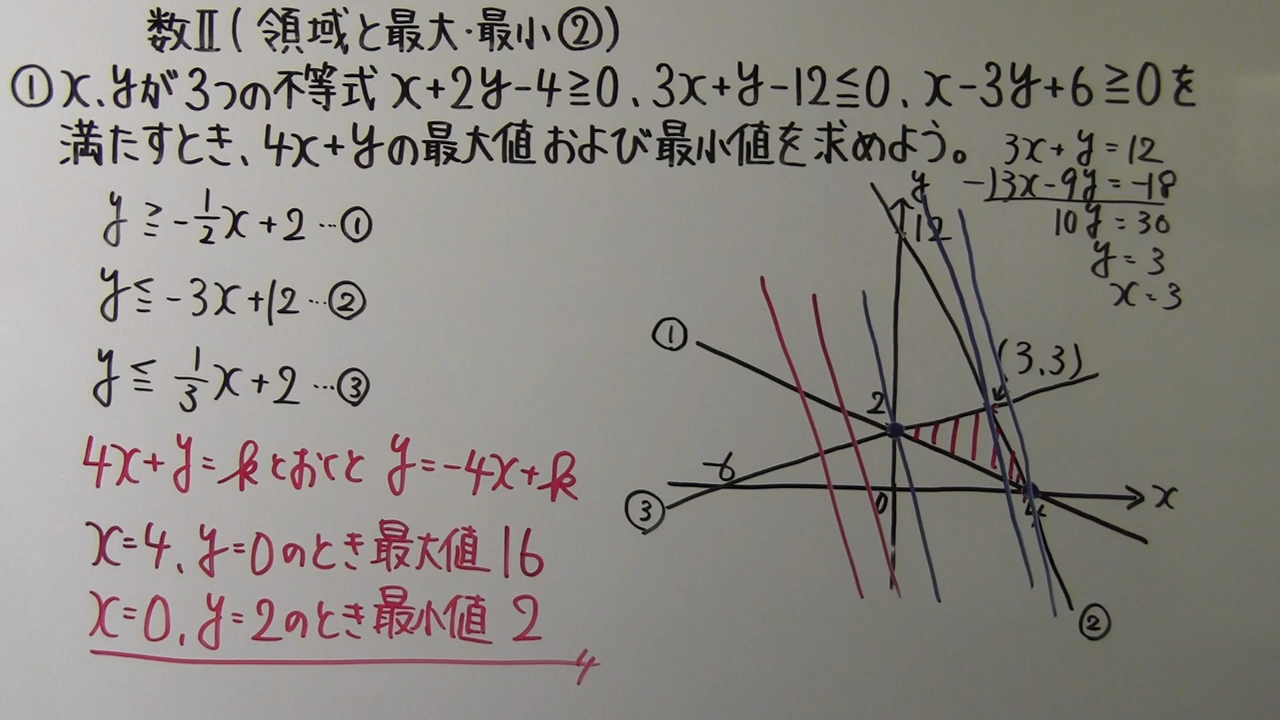 数Ⅱ(領域と最大・最小②)
①x、yが3つの不等式 x+2y-4≧0、3x+y-12≦0、x-3y+6≧0を
満たすとき、4x+yの最大値および最小値を求めよう。
3x+y=12
-)3x-9y=-18
10y=30
y=3
x=3
y≧-1/2x+2…①
y≦-3x+12…②
y≦1/3x+2…③
4x+y=kとおくと y=-4x+k
x=4、y=0のとき最大値 16
x=0、y=2のとき最小値 2
y
12
①
(3,3)
2
-6
0
4
x
③
②